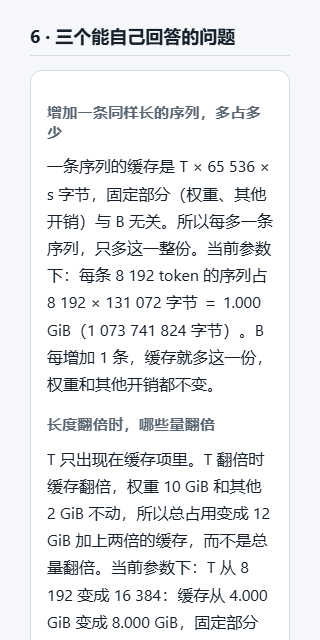 6 · 三个能自己回答的问题
增加一条同样长的序列，多占多
少
一条序列的缓存是 T × 65 536 ×
s 字节，固定部分（权重、其他
开销）与 B 无关。所以每多一条
序列，只多这一整份。当前参数
下：每条 8 192 token 的序列占
8 192 × 131 072 字节 = 1.000
GiB（1 073 741 824 字节）。B
每增加 1 条，缓存就多这一份，
权重和其他开销都不变。
长度翻倍时，哪些量翻倍
T 只出现在缓存项里。T 翻倍时
缓存翻倍，权重 10 GiB 和其他
2 GiB 不动，所以总占用变成 12
GiB 加上两倍的缓存，而不是总
量翻倍。当前参数下：T 从 8
192 变成 16 384：缓存从 4.000
GiB 变成 8.000 GiB，固定部分